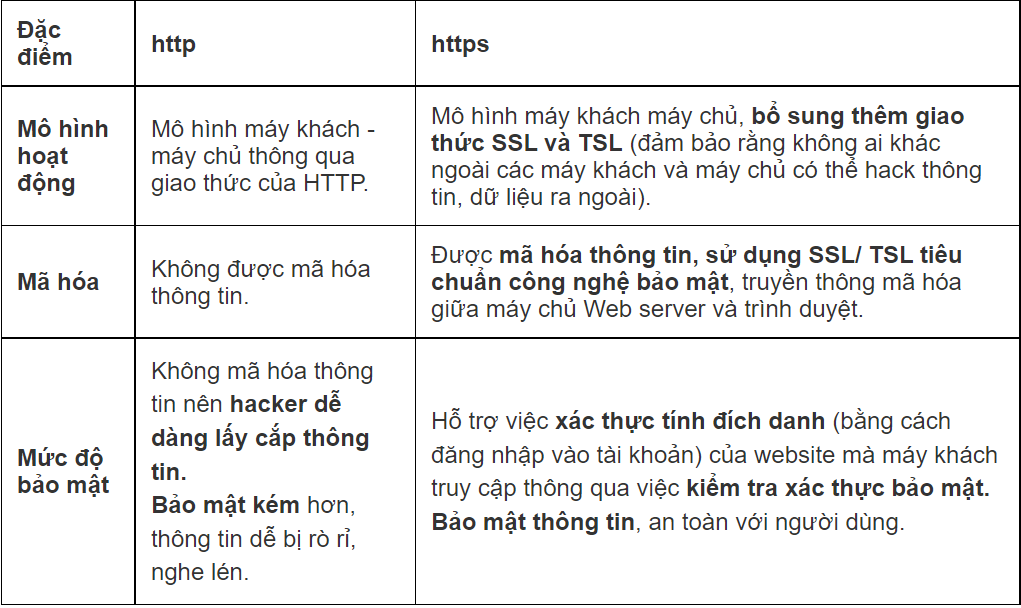 Đặc
điểm
http
https
Mô hình
hoạt
động
Mô hình máy khách -
máy chủ thông qua
giao thức của HTTP.
Mô hình máy khách máy chủ, bổ sung thêm giao
thức SSL và TSL (đảm bảo rằng không ai khác
ngoài các máy khách và máy chủ có thể hack thông
tin, dữ liệu ra ngoài).
Mã hóa
Không được mã hóa
thông tin.
Được mã hóa thông tin, sử dụng SSL/ TSL tiêu
chuẩn công nghệ bảo mật, truyền thông mã hóa
giữa máy chủ Web server và trình duyệt.
Mức độ
bảo mật
Không mã hóa thông
tin nên hacker dễ
dàng lấy cắp thông
tin.
Bảo mật kém hơn,
thông tin dễ bị rò rỉ,
nghe lén.
Hỗ trợ việc xác thực tính đích danh (bằng cách
đăng nhập vào tài khoản) của website mà máy khách
truy cập thông qua việc kiểm tra xác thực bảo mật.
Bảo mật thông tin, an toàn với người dùng.